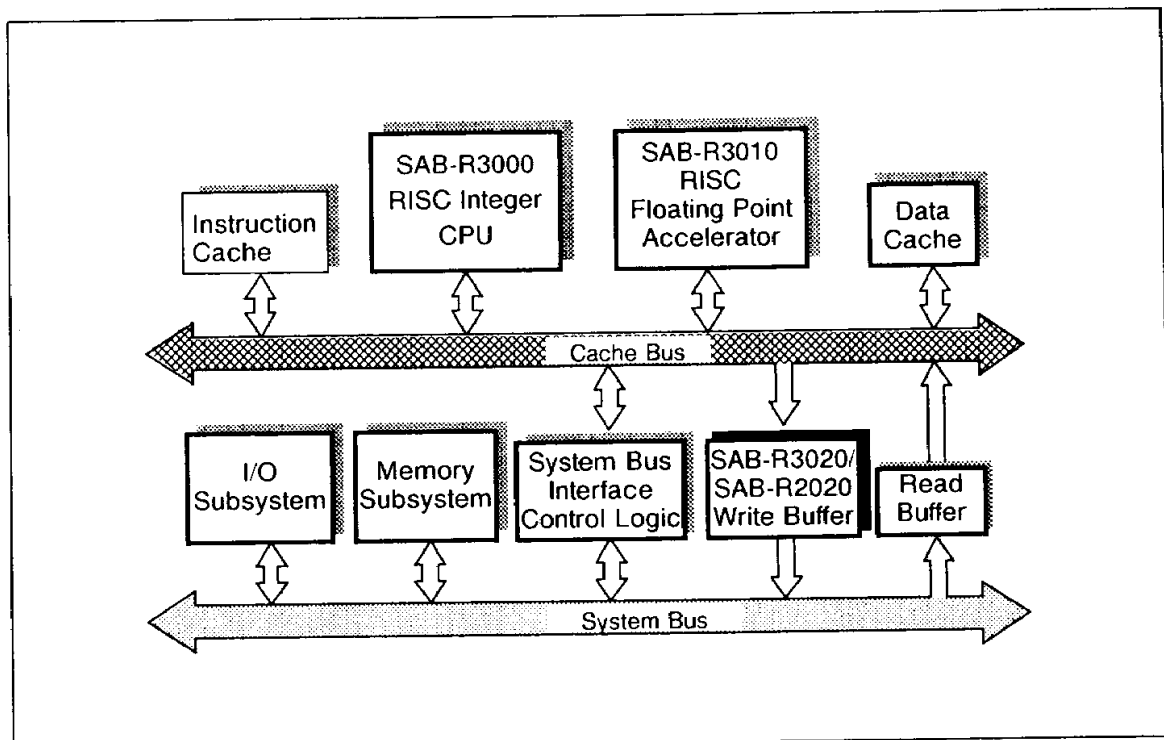 Instruction
Cache
SAB-R3000
RISC Integer
CPU
SAB-R3010
RISC
Floating Point
Accelerator
Data
Cache
Cache Bus
I/O
Subsystem
Memory
Subsystem
System Bus
Interface
Control Logic
SAB-R3020/
SAB-R2020
Write Buffer
Read
Buffer
System Bus